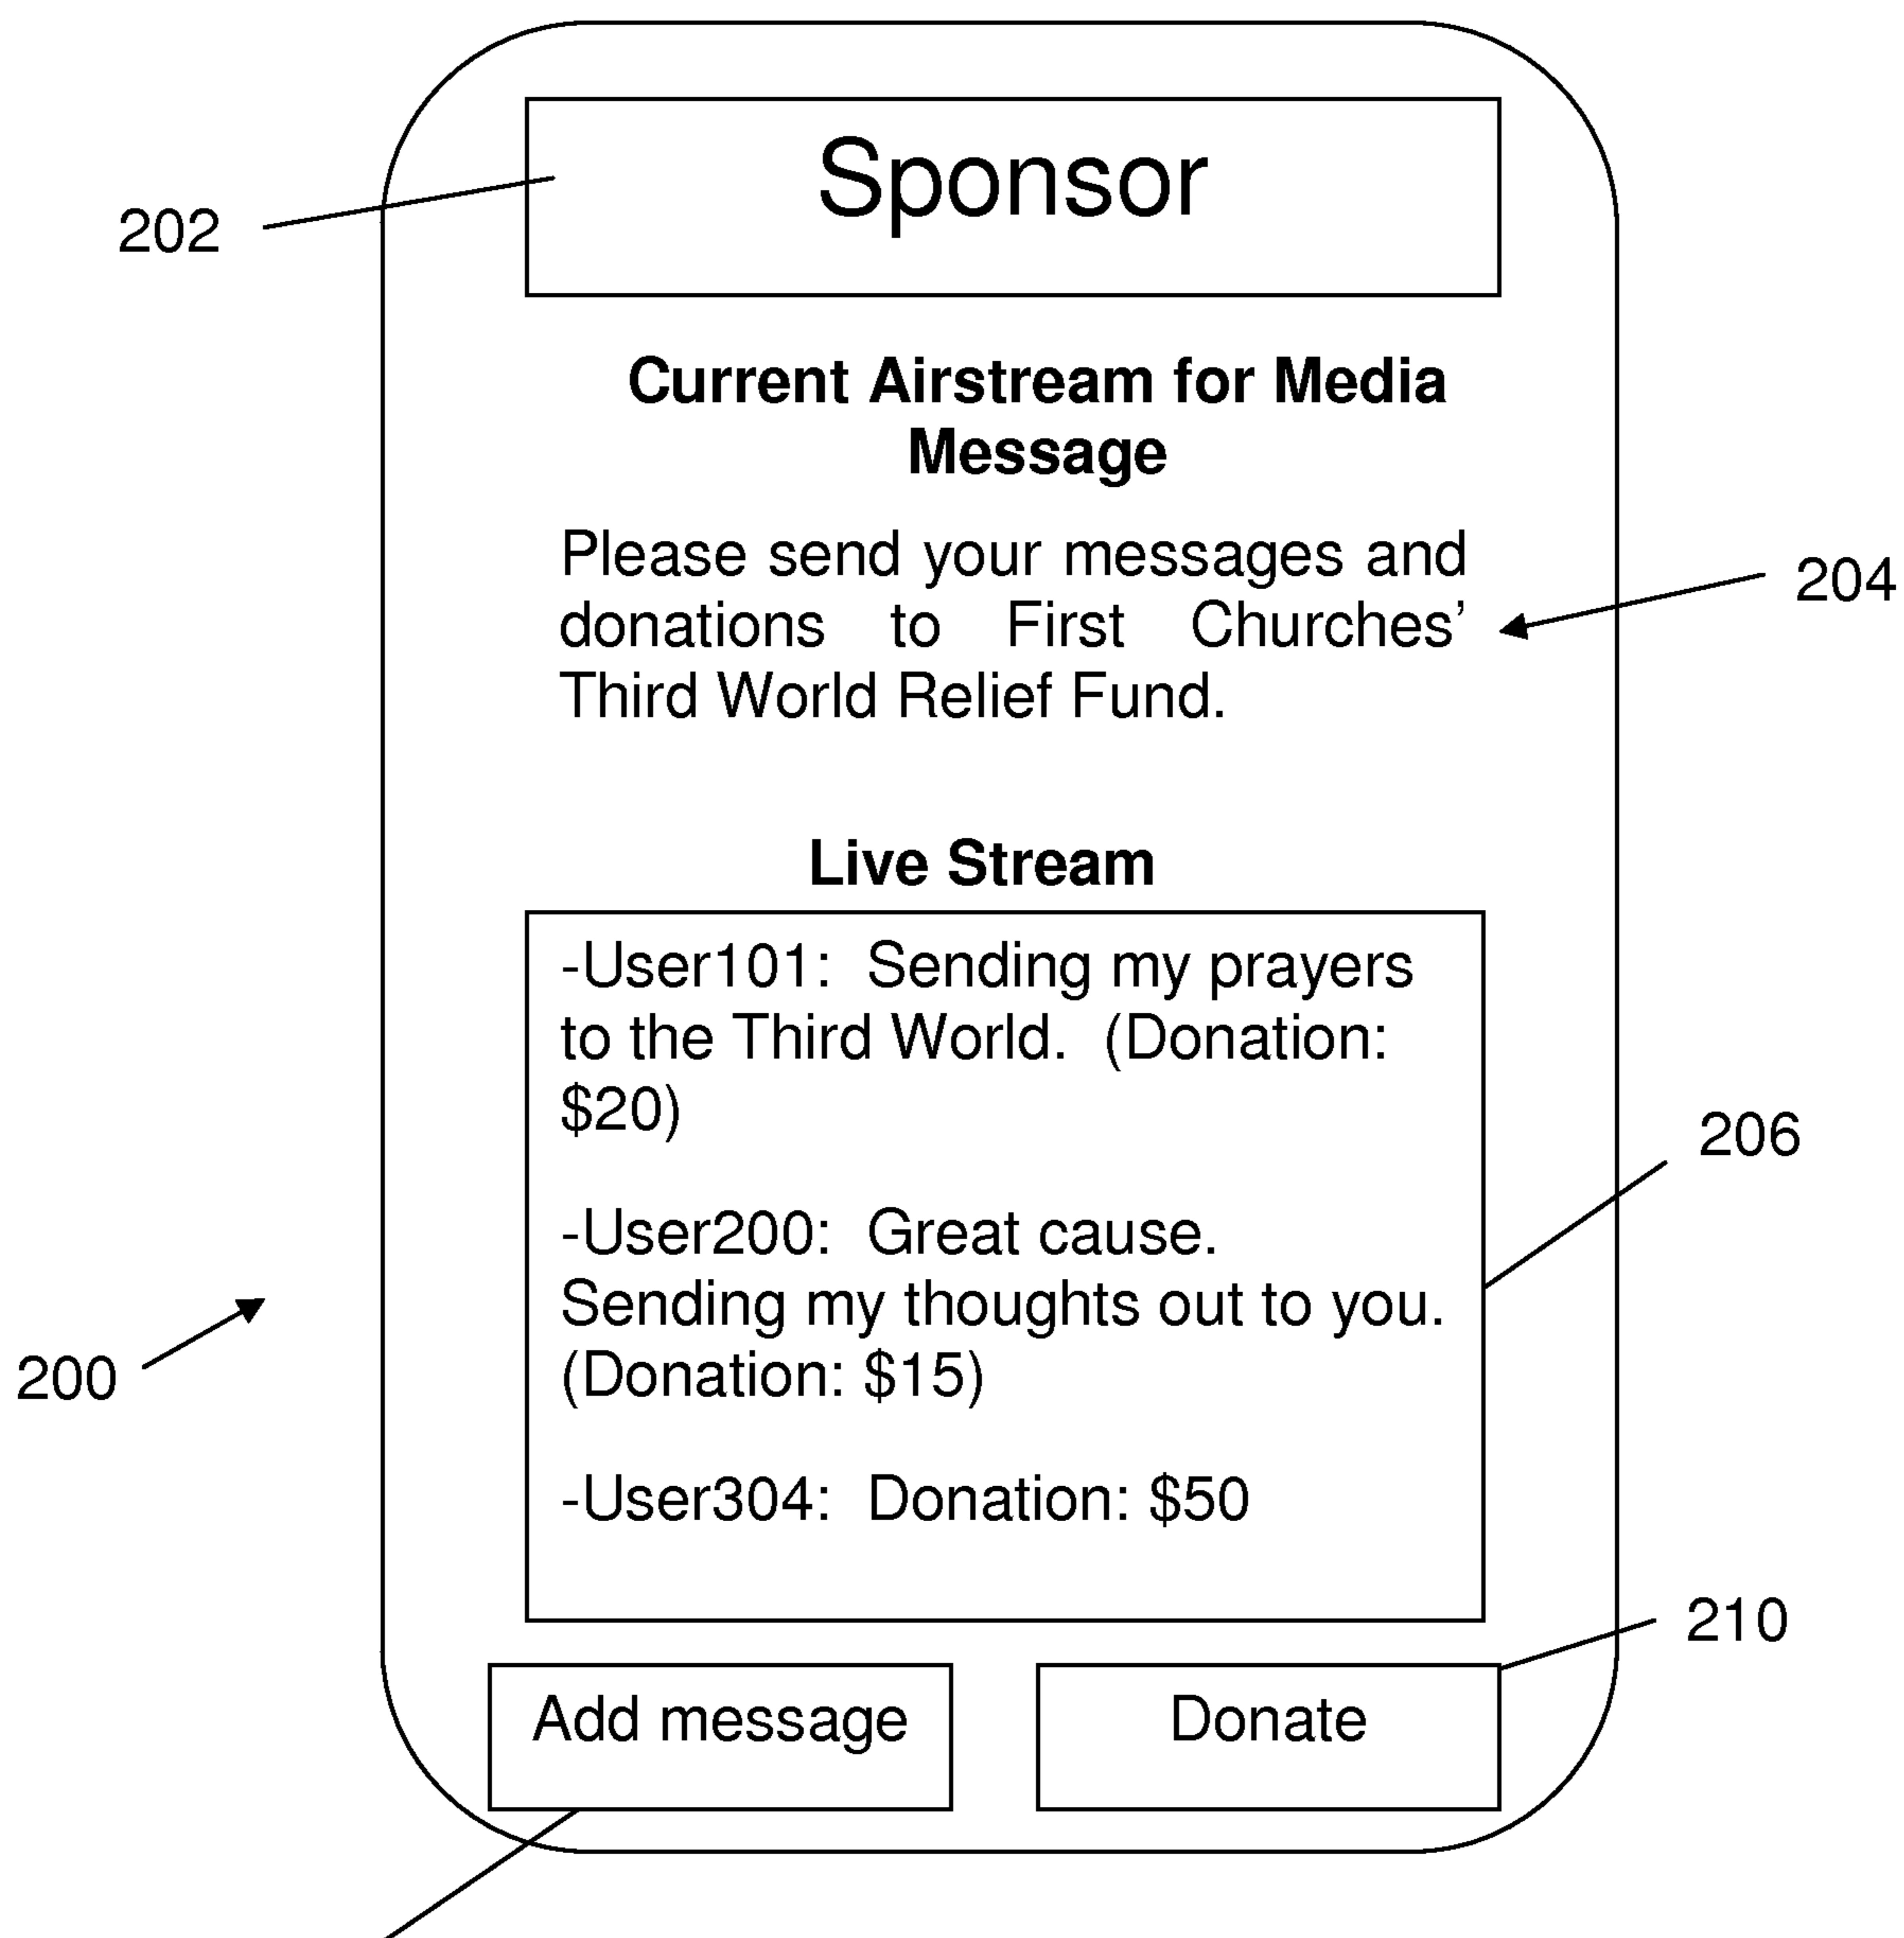 Sponsor
202
Current Airstream for Media
Message
Please send your messages and
donations to First Churches’
Third World Relief Fund.
204
Live Stream
-User101:  Sending my prayers
to the Third World.  (Donation:
$20)
206
-User200:  Great cause.
Sending my thoughts out to you.
(Donation: $15)
200
-User304:  Donation: $50
210
Add message
Donate